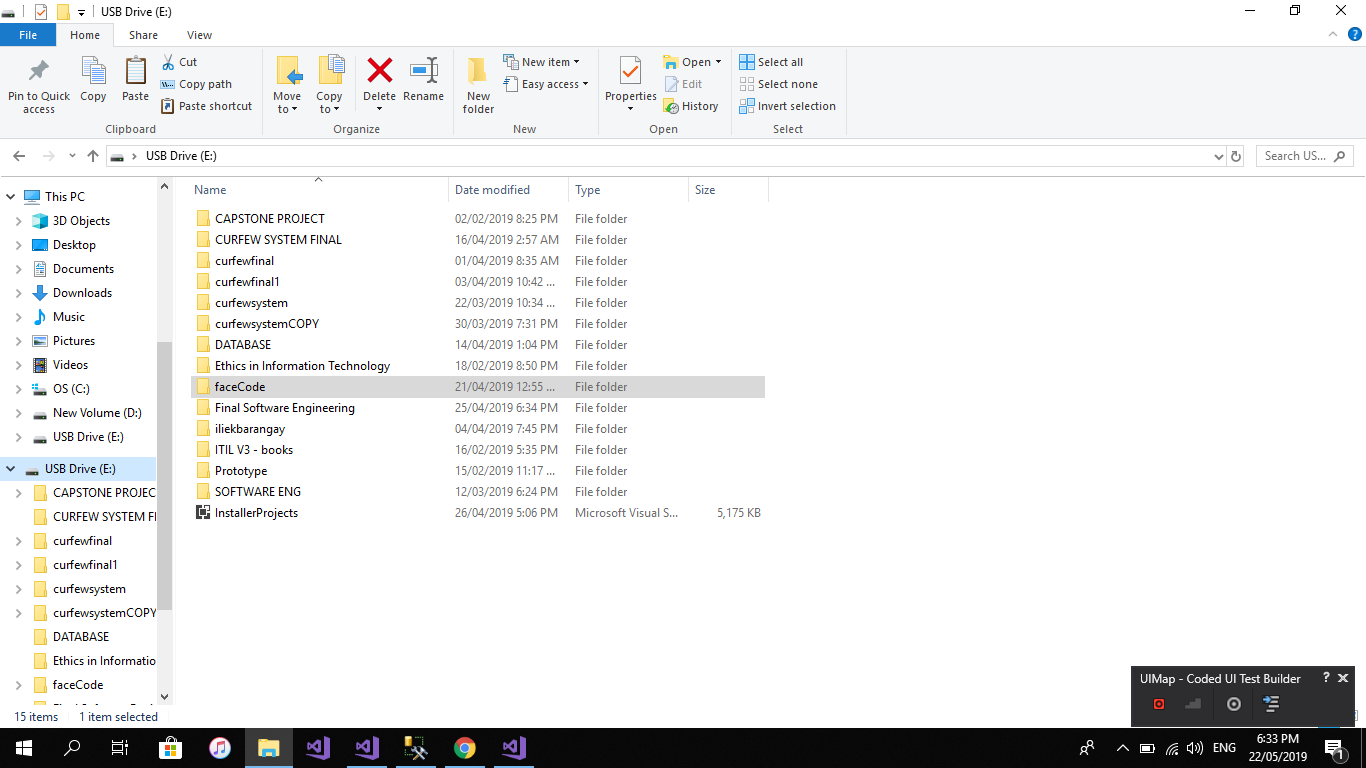 USB Drive (E:)
File Home Share View
Pin to Quick access
Copy
Paste
Cut
Copy path
Paste shortcut
Clipboard
Move to
Copy to
Delete
Rename
Organize
New folder
New item
Easy access
New
Properties
Open
Edit
History
Open
Select all
Select none
Invert selection
Select
USB Drive (E:)
Search US...
This PC
3D Objects
Desktop
Documents
Downloads
Music
Pictures
Videos
OS (C:)
New Volume (D:)
USB Drive (E:)
USB Drive (E:)
CAPSTONE PROJEC
CURFEW SYSTEM FI
curfewfinal
curfewfinal1
curfewsystem
curfewsystemCOPY
DATABASE
Ethics in Informatio
faceCode
Name Date modified Type Size
CAPSTONE PROJECT 02/02/2019 8:25 PM File folder
CURFEW SYSTEM FINAL 16/04/2019 2:57 AM File folder
curfewfinal 01/04/2019 8:35 AM File folder
curfewfinal1 03/04/2019 10:42 ... File folder
curfewsystem 22/03/2019 10:34 ... File folder
curfewsystemCOPY 30/03/2019 7:31 PM File folder
DATABASE 14/04/2019 1:04 PM File folder
Ethics in Information Technology 18/02/2019 8:50 PM File folder
faceCode 21/04/2019 12:55 ... File folder
Final Software Engineering 25/04/2019 6:34 PM File folder
iliekbarangay 04/04/2019 7:45 PM File folder
ITIL V3 - books 16/02/2019 5:35 PM File folder
Prototype 15/02/2019 11:17 ... File folder
SOFTWARE ENG 12/03/2019 6:24 PM File folder
InstallerProjects 26/04/2019 5:06 PM Microsoft Visual S... 5,175 KB
UIMap - Coded UI Test Builder ?
15 items 1 item selected
ENG
6:33 PM
22/05/2019
1